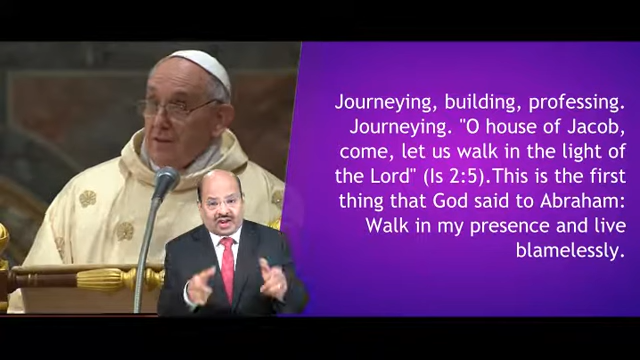 Journeying, building, professing.
Journeying. "O house of Jacob,
come, let us walk in the light of
the Lord" (Is 2:5).This is the first
thing that God said to Abraham:
Walk in my presence and live
blamelessly.